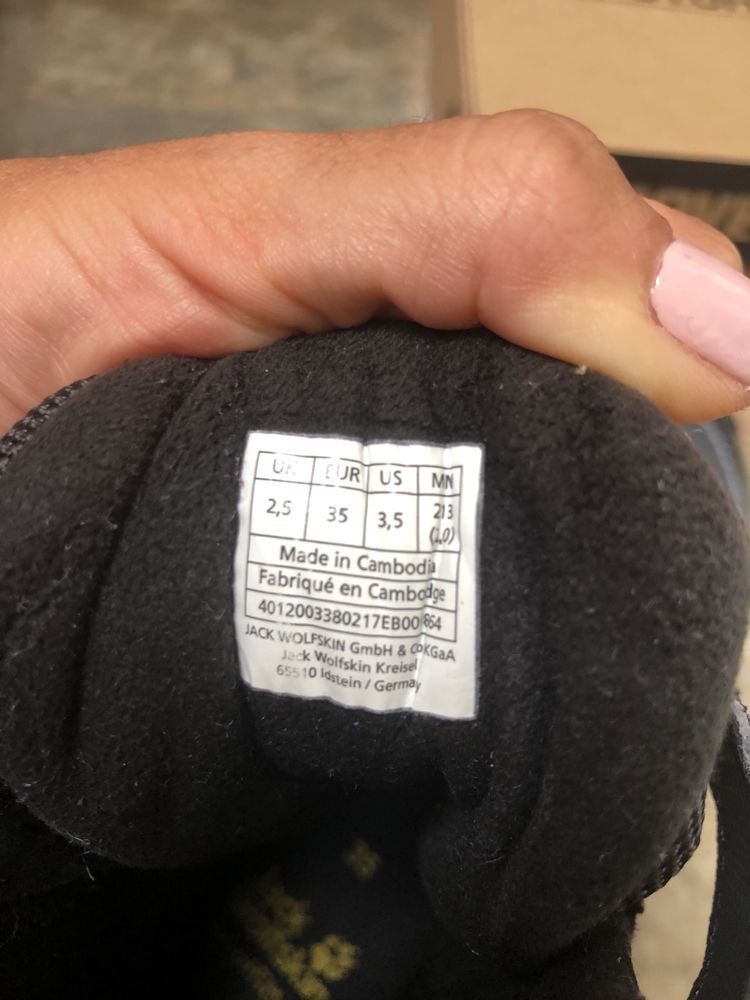 UK EUR US MN
2,5 35 3,5 213
Made in Cambodia
Fabriqué en Cambodge
JACK WOLFSKIN GmbH & Co KGaA
Jack Wolfskin Kreisel
65510 Idstein / Germany